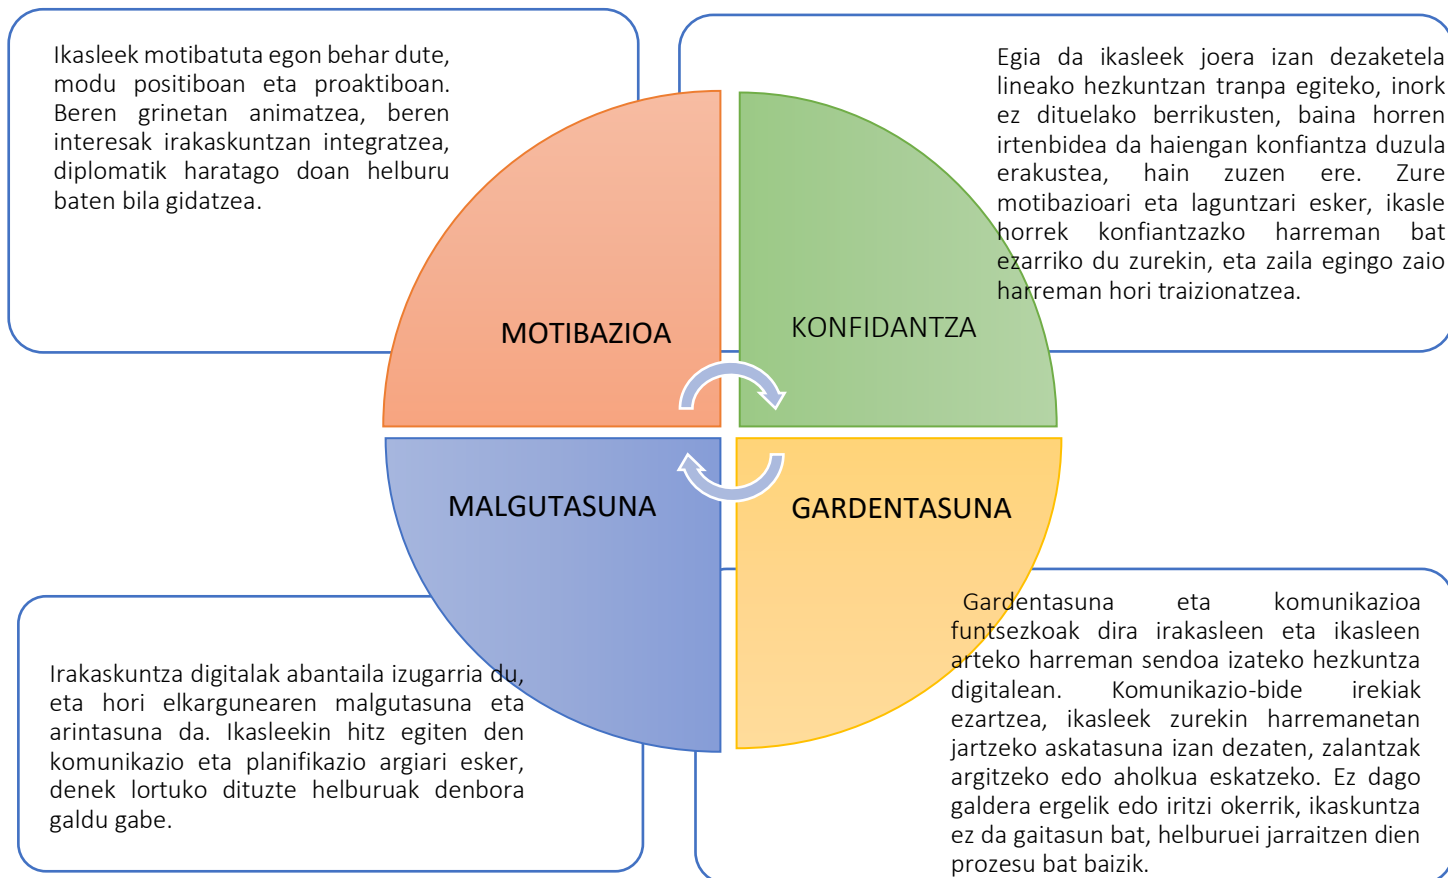 Ikasleek motibatuta egon behar dute,
modu positiboan eta proaktiboan.
Beren grinetan animatzea, beren
interesak irakaskuntzan integratzea,
diplomatik haratago doan helburu
baten bila gidatzea.
Egia da ikasleek joera izan dezaketela
lineako hezkuntzan tranpa egiteko, inork
ez dituelako berrikusten, baina horren
irtenbidea da haiengan konfiantza duzula
erakustea, hain zuzen ere. Zure
motibazioari eta laguntzari esker, ikasle
horrek konfiantzazko harreman bat
ezarriko du zurekin, eta zaila egingo zaio
harreman hori traizionatzea.
MOTIBAZIOA
KONFIDANTZA
MALGUTASUNA
GARDENTASUNA
Irakaskuntza digitalak abantaila izugarria du,
eta hori elkargunearen malgutasuna eta
arintasuna da. Ikasleekin hitz egiten den
komunikazio eta planifikazio argiari esker,
denek lortuko dituzte helburuak denbora
galdu gabe.
Gardentasuna eta komunikazioa
funtsezkoak dira irakasleen eta ikasleen
arteko harreman sendoa izateko hezkuntza
digitalean. Komunikazio-bide irekiak
ezartzea, ikasleek zurekin harremanetan
jartzeko askatasuna izan dezaten, zalantzak
argitzeko edo aholkua eskatzeko. Ez dago
galdera ergelik edo iritzi okerrik, ikaskuntza
ez da gaitasun bat, helburuei jarraitzen dien
prozesu bat baizik.